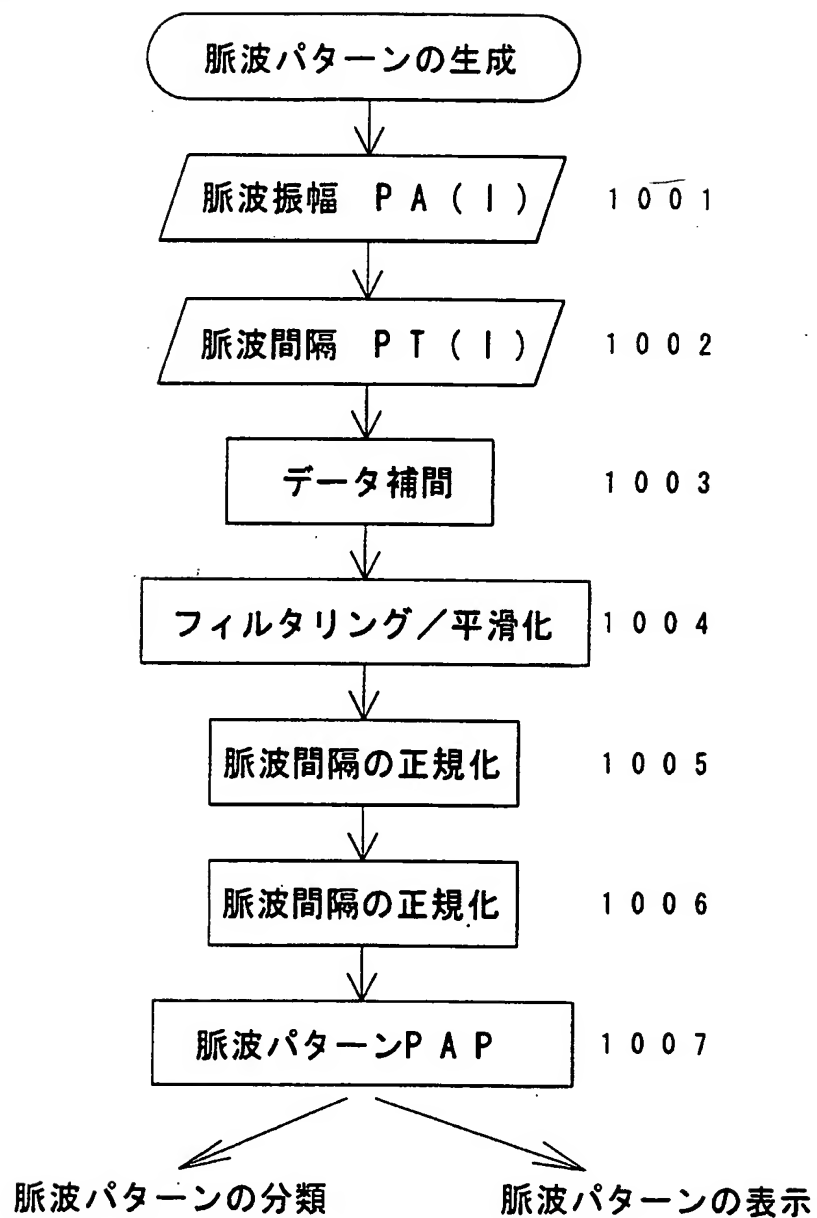 脈波パターンの生成
脈波振幅 PA(I) 1001
脈波間隔 PT(I) 1002
データ補間 1003
フィルタリング/平滑化 1004
脈波間隔の正規化 1005
脈波間隔の正規化 1006
脈波パターンPAP 1007
脈波パターンの分類 脈波パターンの表示